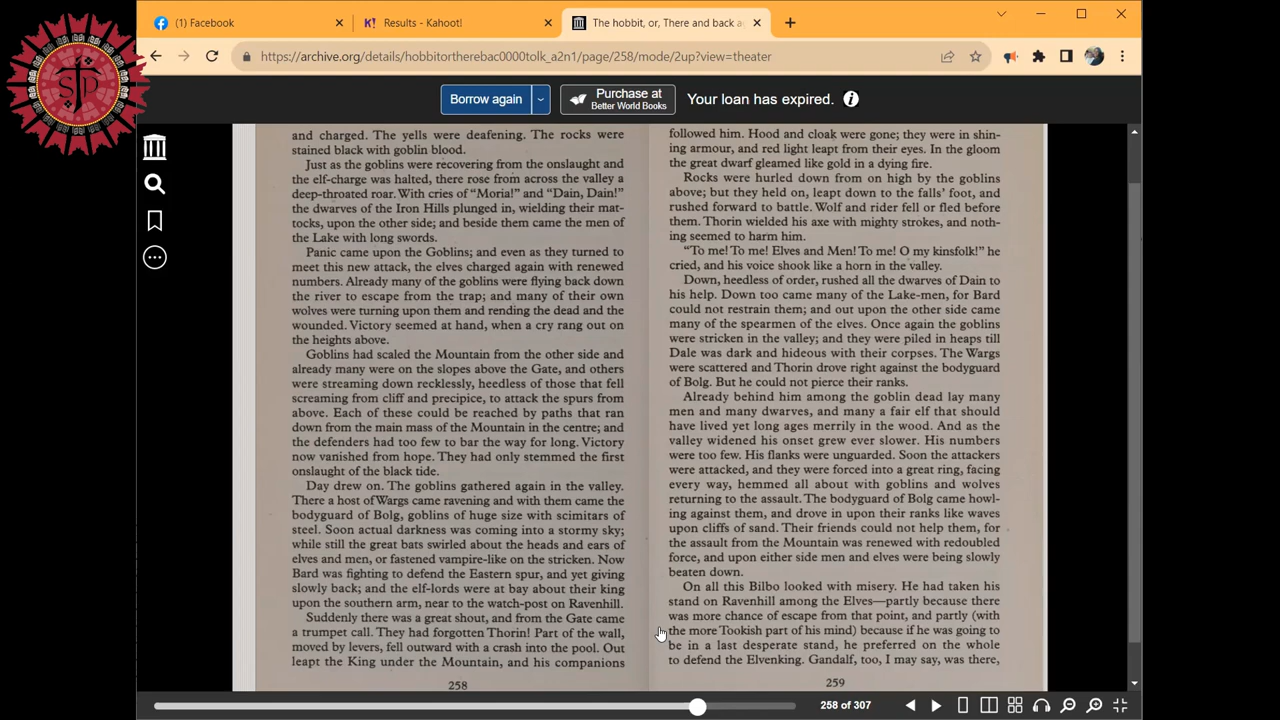 (1) Facebook
Results - Kahoot!
The hobbit, or, There and back ag
https://archive.org/details/hobbitortherebac0000tolk_a2n1/page/258/mode/2up?view=theater
Borrow again
Purchase at
Better World Books
Your loan has expired.
STP
and charged. The yells were deafening. The rocks were
stained black with goblin blood.
Just as the goblins were recovering from the onslaught and
the elf-charge was halted, there rose from across the valley a
deep-throated roar. With cries of "Moria!" and "Dain, Dain!"
the dwarves of the Iron Hills plunged in, wielding their mat-
tocks, upon the other side; and beside them came the men of
the Lake with long swords.
Panic came upon the Goblins; and even as they turned to
meet this new attack, the elves charged again with renewed
numbers. Already many of the goblins were flying back down
the river to escape from the trap; and many of their own
wolves were turning upon them and rending the dead and the
wounded. Victory seemed at hand, when a cry rang out on
the heights above.
Goblins had scaled the Mountain from the other side and
already many were on the slopes above the Gate, and others
were streaming down recklessly, heedless of those that fell
screaming from cliff and precipice, to attack the spurs from
above. Each of these could be reached by paths that ran
down from the main mass of the Mountain in the centre; and
the defenders had too few to bar the way for long. Victory
now vanished from hope. They had only stemmed the first
onslaught of the black tide.
Day drew on. The goblins gathered again in the valley.
There a host of Wargs came ravening and with them came the
bodyguard of Bolg, goblins of huge size with scimitars of
steel. Soon actual darkness was coming into a stormy sky;
while still the great bats swirled about the heads and ears of
elves and men, or fastened vampire-like on the stricken. Now
Bard was fighting to defend the Eastern spur, and yet giving
slowly back; and the elf-lords were at bay about their king
upon the southern arm, near to the watch-post on Ravenhill.
Suddenly there was a great shout, and from the Gate came
a trumpet call. They had forgotten Thorin! Part of the wall,
moved by levers, fell outward with a crash into the pool. Out
leapt the King under the Mountain, and his companions
258
followed him. Hood and cloak were gone; they were in shin-
ing armour, and red light leapt from their eyes. In the gloom
the great dwarf gleamed like gold in a dying fire.
Rocks were hurled down from on high by the goblins
above; but they held on, leapt down to the falls' foot, and
rushed forward to battle. Wolf and rider fell or fled before
them. Thorin wielded his axe with mighty strokes, and noth-
ing seemed to harm him.
"To me! To me! Elves and Men! To me! O my kinsfolk!" he
cried, and his voice shook like a horn in the valley.
Down, heedless of order, rushed all the dwarves of Dain to
his help. Down too came many of the Lake-men, for Bard
could not restrain them; and out upon the other side came
many of the spearmen of the elves. Once again the goblins
were stricken in the valley; and they were piled in heaps till
Dale was dark and hideous with their corpses. The Wargs
were scattered and Thorin drove right against the bodyguard
of Bolg. But he could not pierce their ranks.
Already behind him among the goblin dead lay many
men and many dwarves, and many a fair elf that should
have lived yet long ages merrily in the wood. And as the
valley widened his onset grew ever slower. His numbers
were too few. His flanks were unguarded. Soon the attackers
were attacked, and they were forced into a great ring, facing
every way, hemmed all about with goblins and wolves
returning to the assault. The bodyguard of Bolg came howl-
ing against them, and drove in upon their ranks like waves
upon cliffs of sand. Their friends could not help them, for
the assault from the Mountain was renewed with redoubled
force, and upon either side men and elves were being slowly
beaten down.
On all this Bilbo looked with misery. He had taken his
stand on Ravenhill among the Elves—partly because there
was more chance of escape from that point, and partly (with
the more Tookish part of his mind) because if he was going to
be in a last desperate stand, he preferred on the whole
to defend the Elvenking. Gandalf, too, I may say, was there,
259
258 of 307